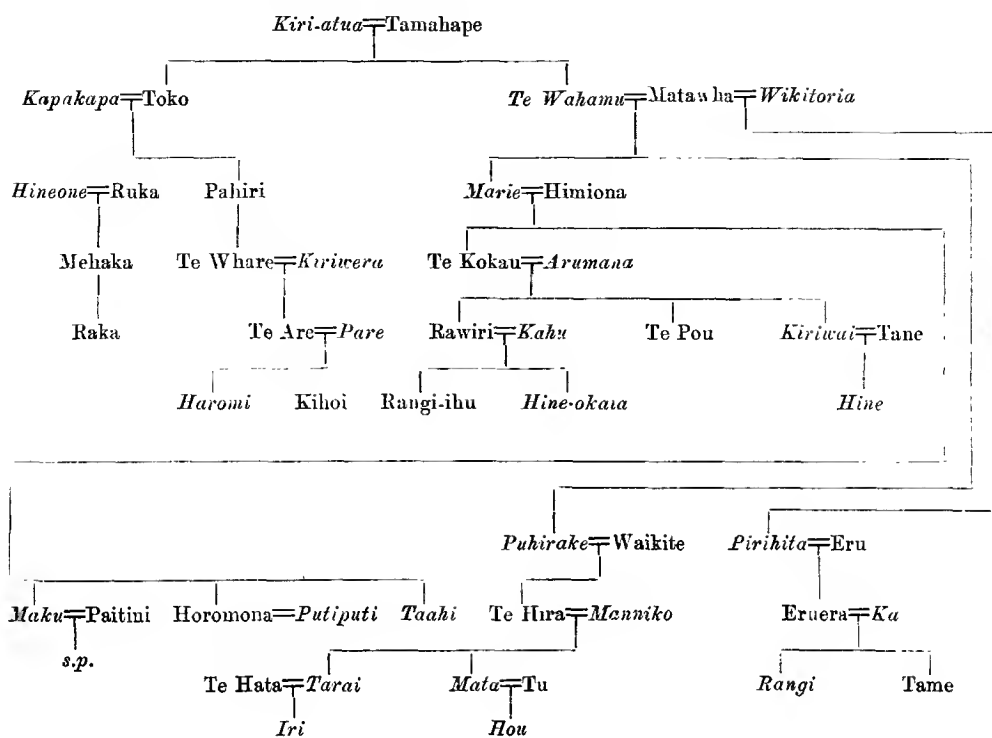 Kiri-atua=Tamahape
Kapakapa=Toko Te Wahamu=Matawha=Wikitoria
Hineone=Ruka Pahiri Marie=Himiona
Mehaka Te Whare=Kiriwera Te Kokau=Arumana
Raka Te Are=Pare Rawiri=Kahu Te Pou Kiriwai=Tane
Haromi Kihoi Rangi-ihu Hine-okaia Hine
Puhirake=Waikite Pirihita=Eru
Maku=Paitini Horomona=Putiputi Taahi Te Hira=Manniko Eruera=Ka
s.p.
Te Hata=Tarai Mata=Tu Rangi Tame
Iri Hou